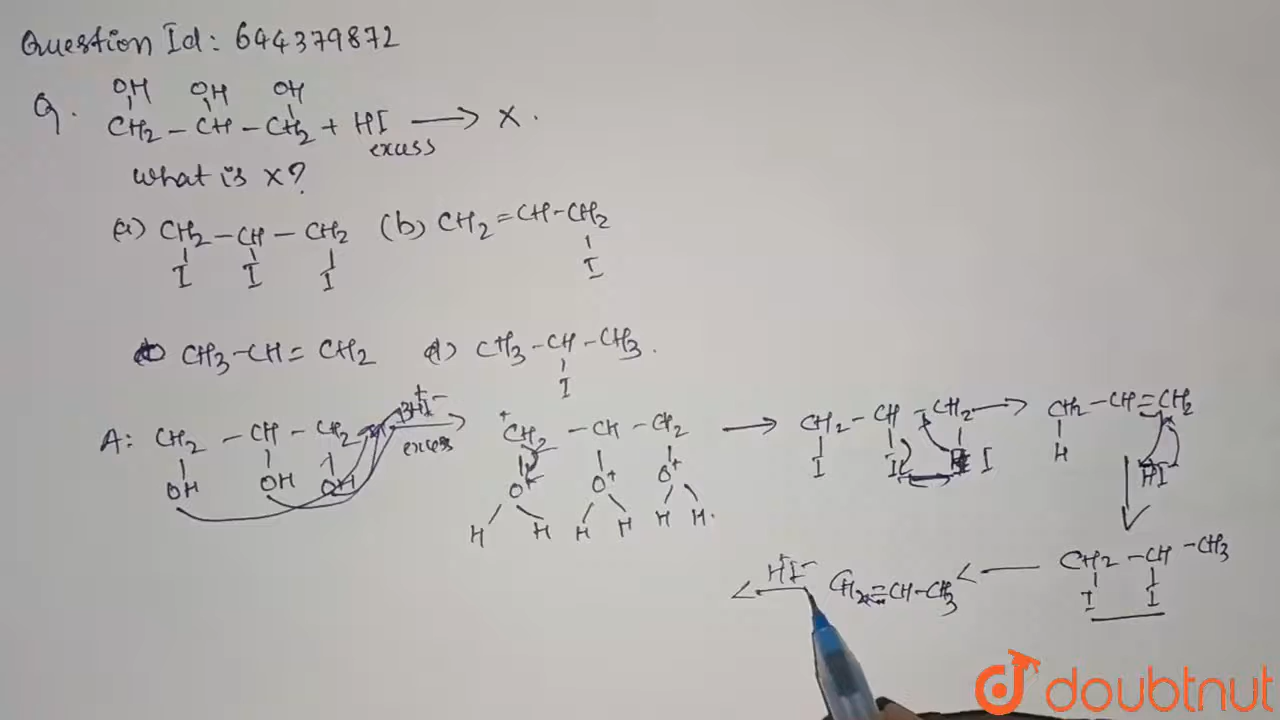 Question Id: 644379872
Q. OH OH OH
CH2 - CH - CH2 + HI → X.
excess
What is X?
(a) CH2 - CH - CH2 (b) CH2 = CH - CH2
I I I I
CH3 - CH = CH2 (d) CH3 - CH - CH3.
I
A: CH2 - CH - CH2 3HI excess → CH2 - CH - CH2 → CH2 - CH - CH2 → CH2 - CH = CH2
OH OH OH O O+ O+ I I I H HI
H H H H H H.
< HI CH2 = CH - CH3 < CH2 - CH - CH3
I I
doubtnut